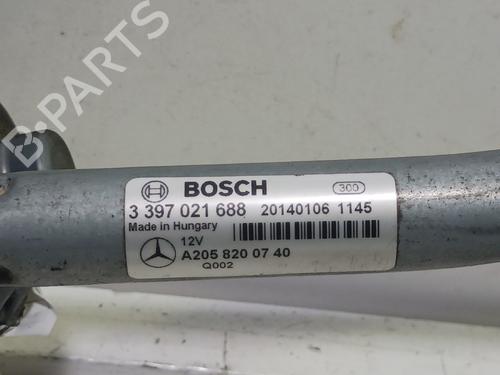 B-PARTS
BOSCH 300
3 397 021 688 20140106 1145
Made in Hungary
12V
A205 820 07 40
Q002